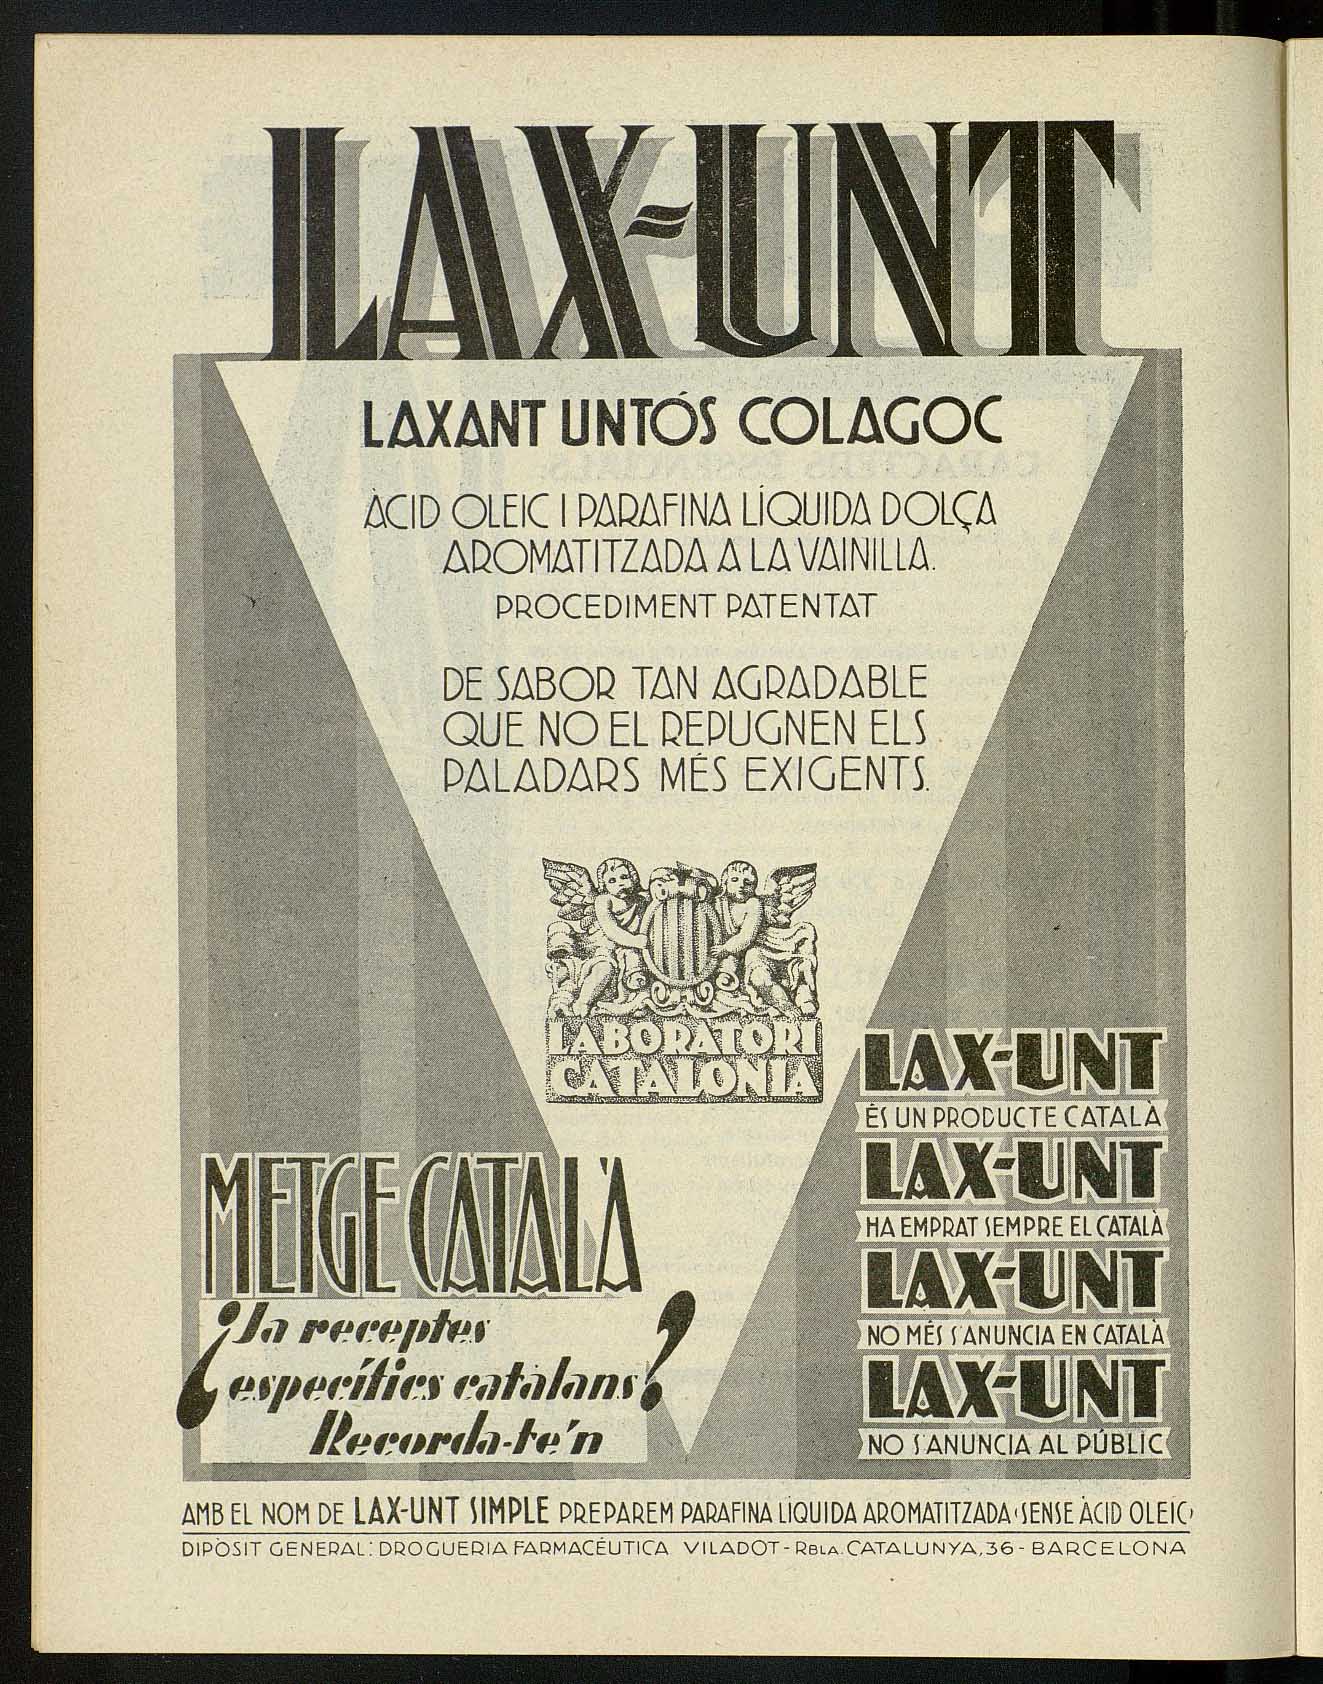 LAX-UNT
LAXANT UNTÓS COLAGOC
ÀCID OLEIC I PARAFINA LÍQUIDA DOLÇA
AROMATITZADA A LA VAINILLA.
PROCEDIMENT PATENTAT
DE SABOR TAN AGRADABLE
QUE NO EL REPUGNEN ELS
PALADARS MÉS EXIGENTS.
LABORATORI
CATALONIA
METGE CATALÀ
¿Ja receptes
específics catalans?
Recorda-te'n
LAX-UNT
ÉS UN PRODUCTE CATALÀ
LAX-UNT
HA EMPRAT SEMPRE EL CATALÀ
LAX-UNT
NO MÉS S'ANUNCIA EN CATALÀ
LAX-UNT
NO S'ANUNCIA AL PÚBLIC
AMB EL NOM DE LAX-UNT SIMPLE PREPAREM PARAFINA LÍQUIDA AROMATITZADA (SENSE ÀCID OLEIC)
DIPÒSIT GENERAL: DROGUERIA FARMACÉUTICA VILADOT - RBLA. CATALUNYA, 36 - BARCELONA